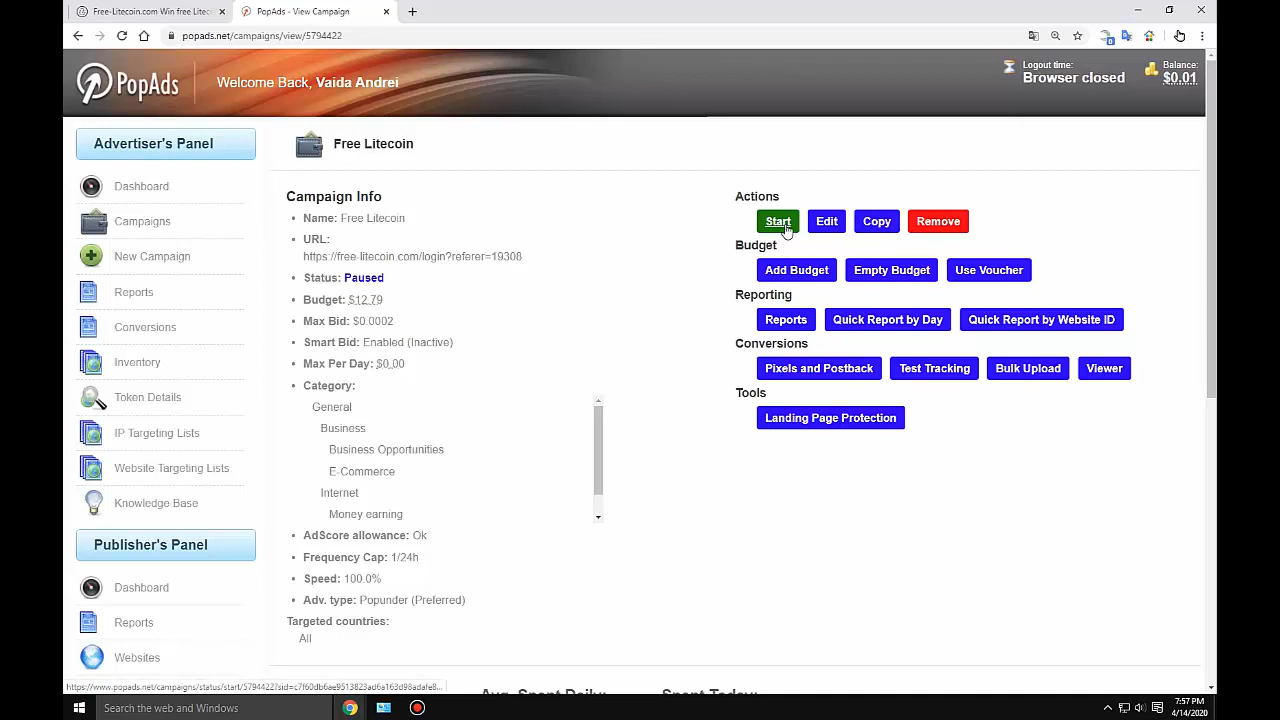 Free-Litecoin.com Win free Litec
PopAds - View Campaign
popads.net/campaigns/view/5794422
PopAds
Welcome Back, Vaida Andrei
Logout time:
Browser closed
Balance:
$0.01
Advertiser's Panel
Dashboard
Campaigns
New Campaign
Reports
Conversions
Inventory
Token Details
IP Targeting Lists
Website Targeting Lists
Knowledge Base
Publisher's Panel
Dashboard
Reports
Websites
Free Litecoin
Campaign Info
Name: Free Litecoin
URL:
https://free-litecoin.com/login?referer=19308
Status: Paused
Budget: $12.79
Max Bid: $0.0002
Smart Bid: Enabled (Inactive)
Max Per Day: $0.00
Category:
General
Business
Business Opportunities
E-Commerce
Internet
Money earning
AdScore allowance: Ok
Frequency Cap: 1/24h
Speed: 100.0%
Adv. type: Popunder (Preferred)
Targeted countries:
All
Actions
Start Edit Copy Remove
Budget
Add Budget Empty Budget Use Voucher
Reporting
Reports Quick Report by Day Quick Report by Website ID
Conversions
Pixels and Postback Test Tracking Bulk Upload Viewer
Tools
Landing Page Protection
Avg. Spent Daily: Spent Today:
Search the web and Windows
7:57 PM
4/14/2020